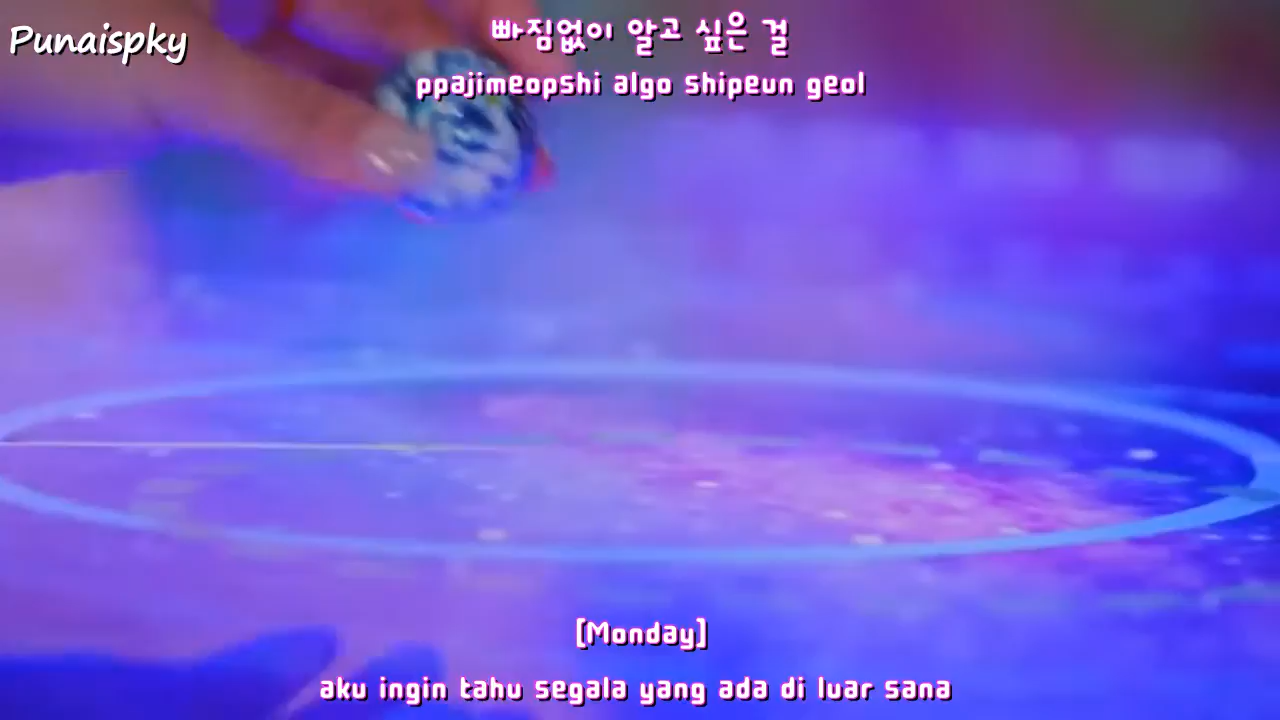 Punaispky
빠짐없이 알고 싶은 걸
ppajimeopshi algo shipeun geol
[Monday]
aku ingin tahu segala yang ada di luar sana